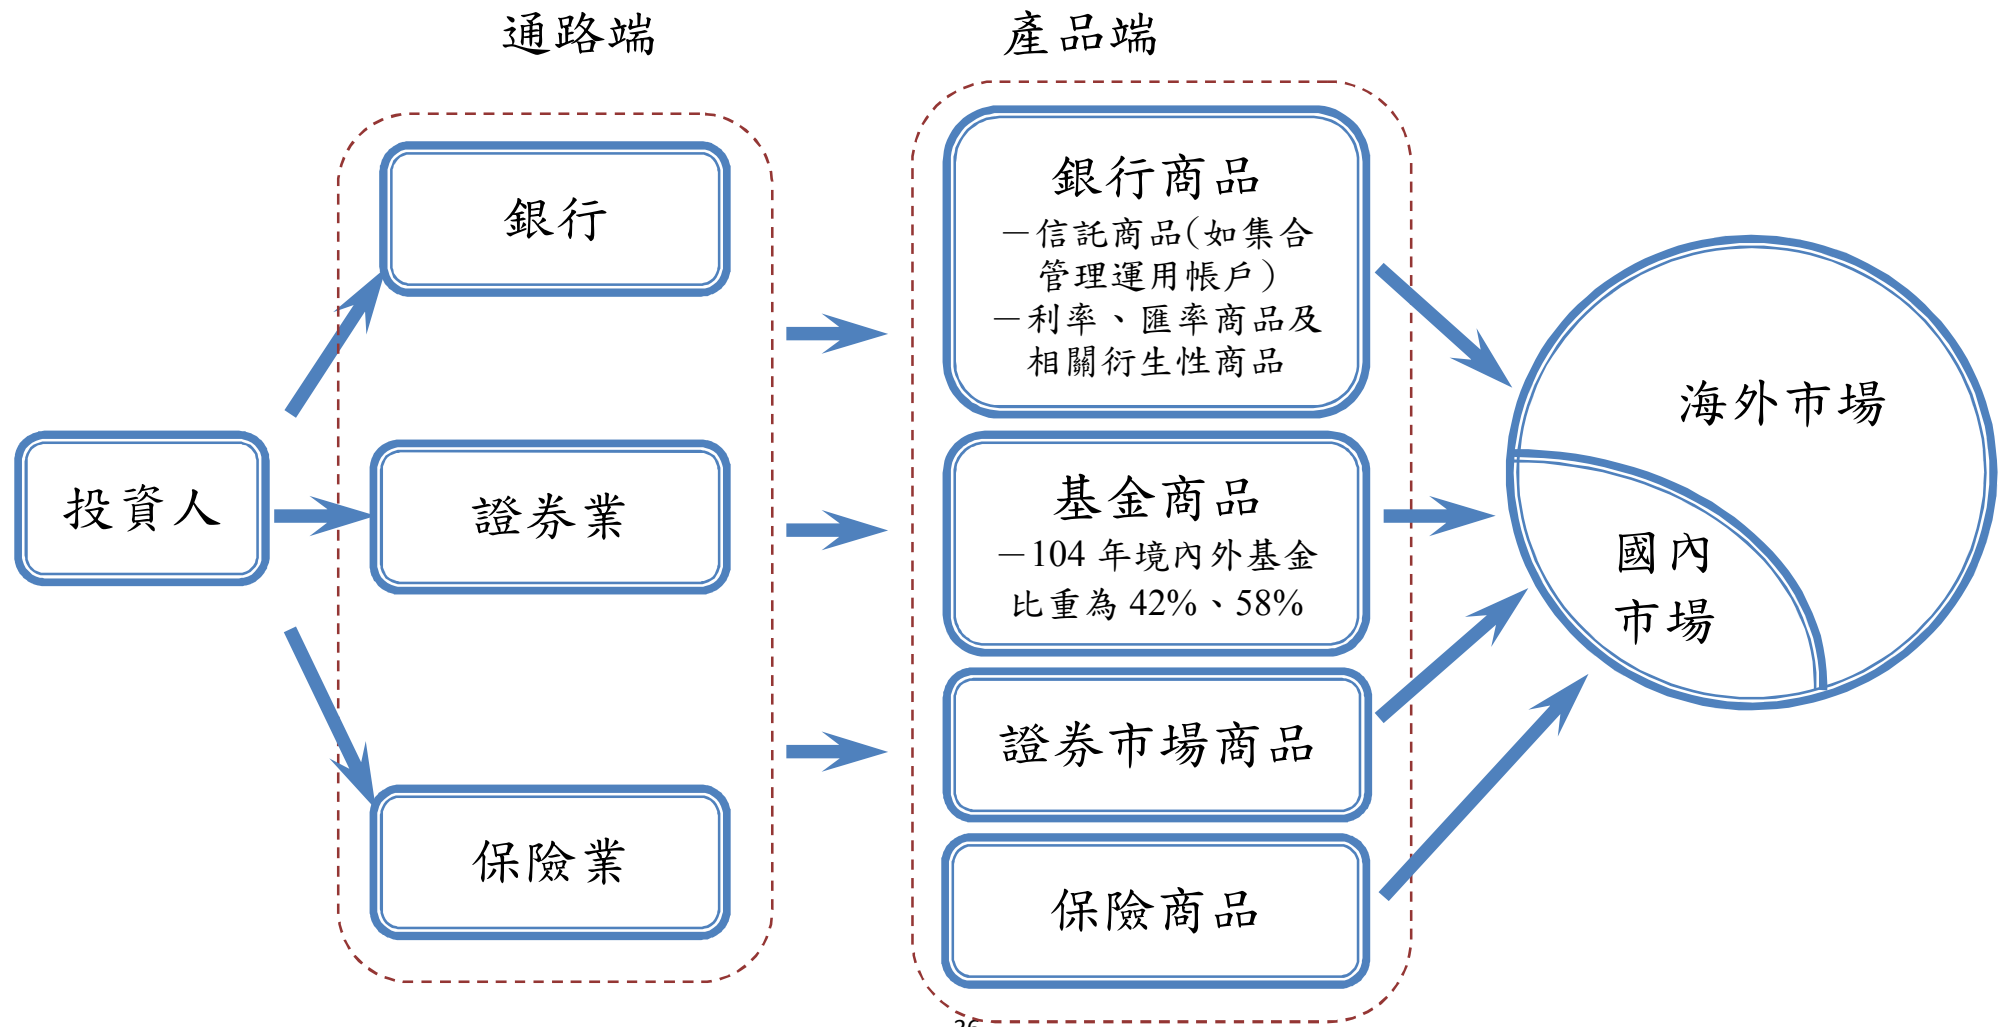 通路端
產品端
投資人
銀行
證券業
保險業
銀行商品
－信託商品(如集合
管理運用帳戶)
－利率、匯率商品及
相關衍生性商品
基金商品
－104 年境內外基金
比重為 42%、58%
證券市場商品
保險商品
海外市場
國內
市場
36